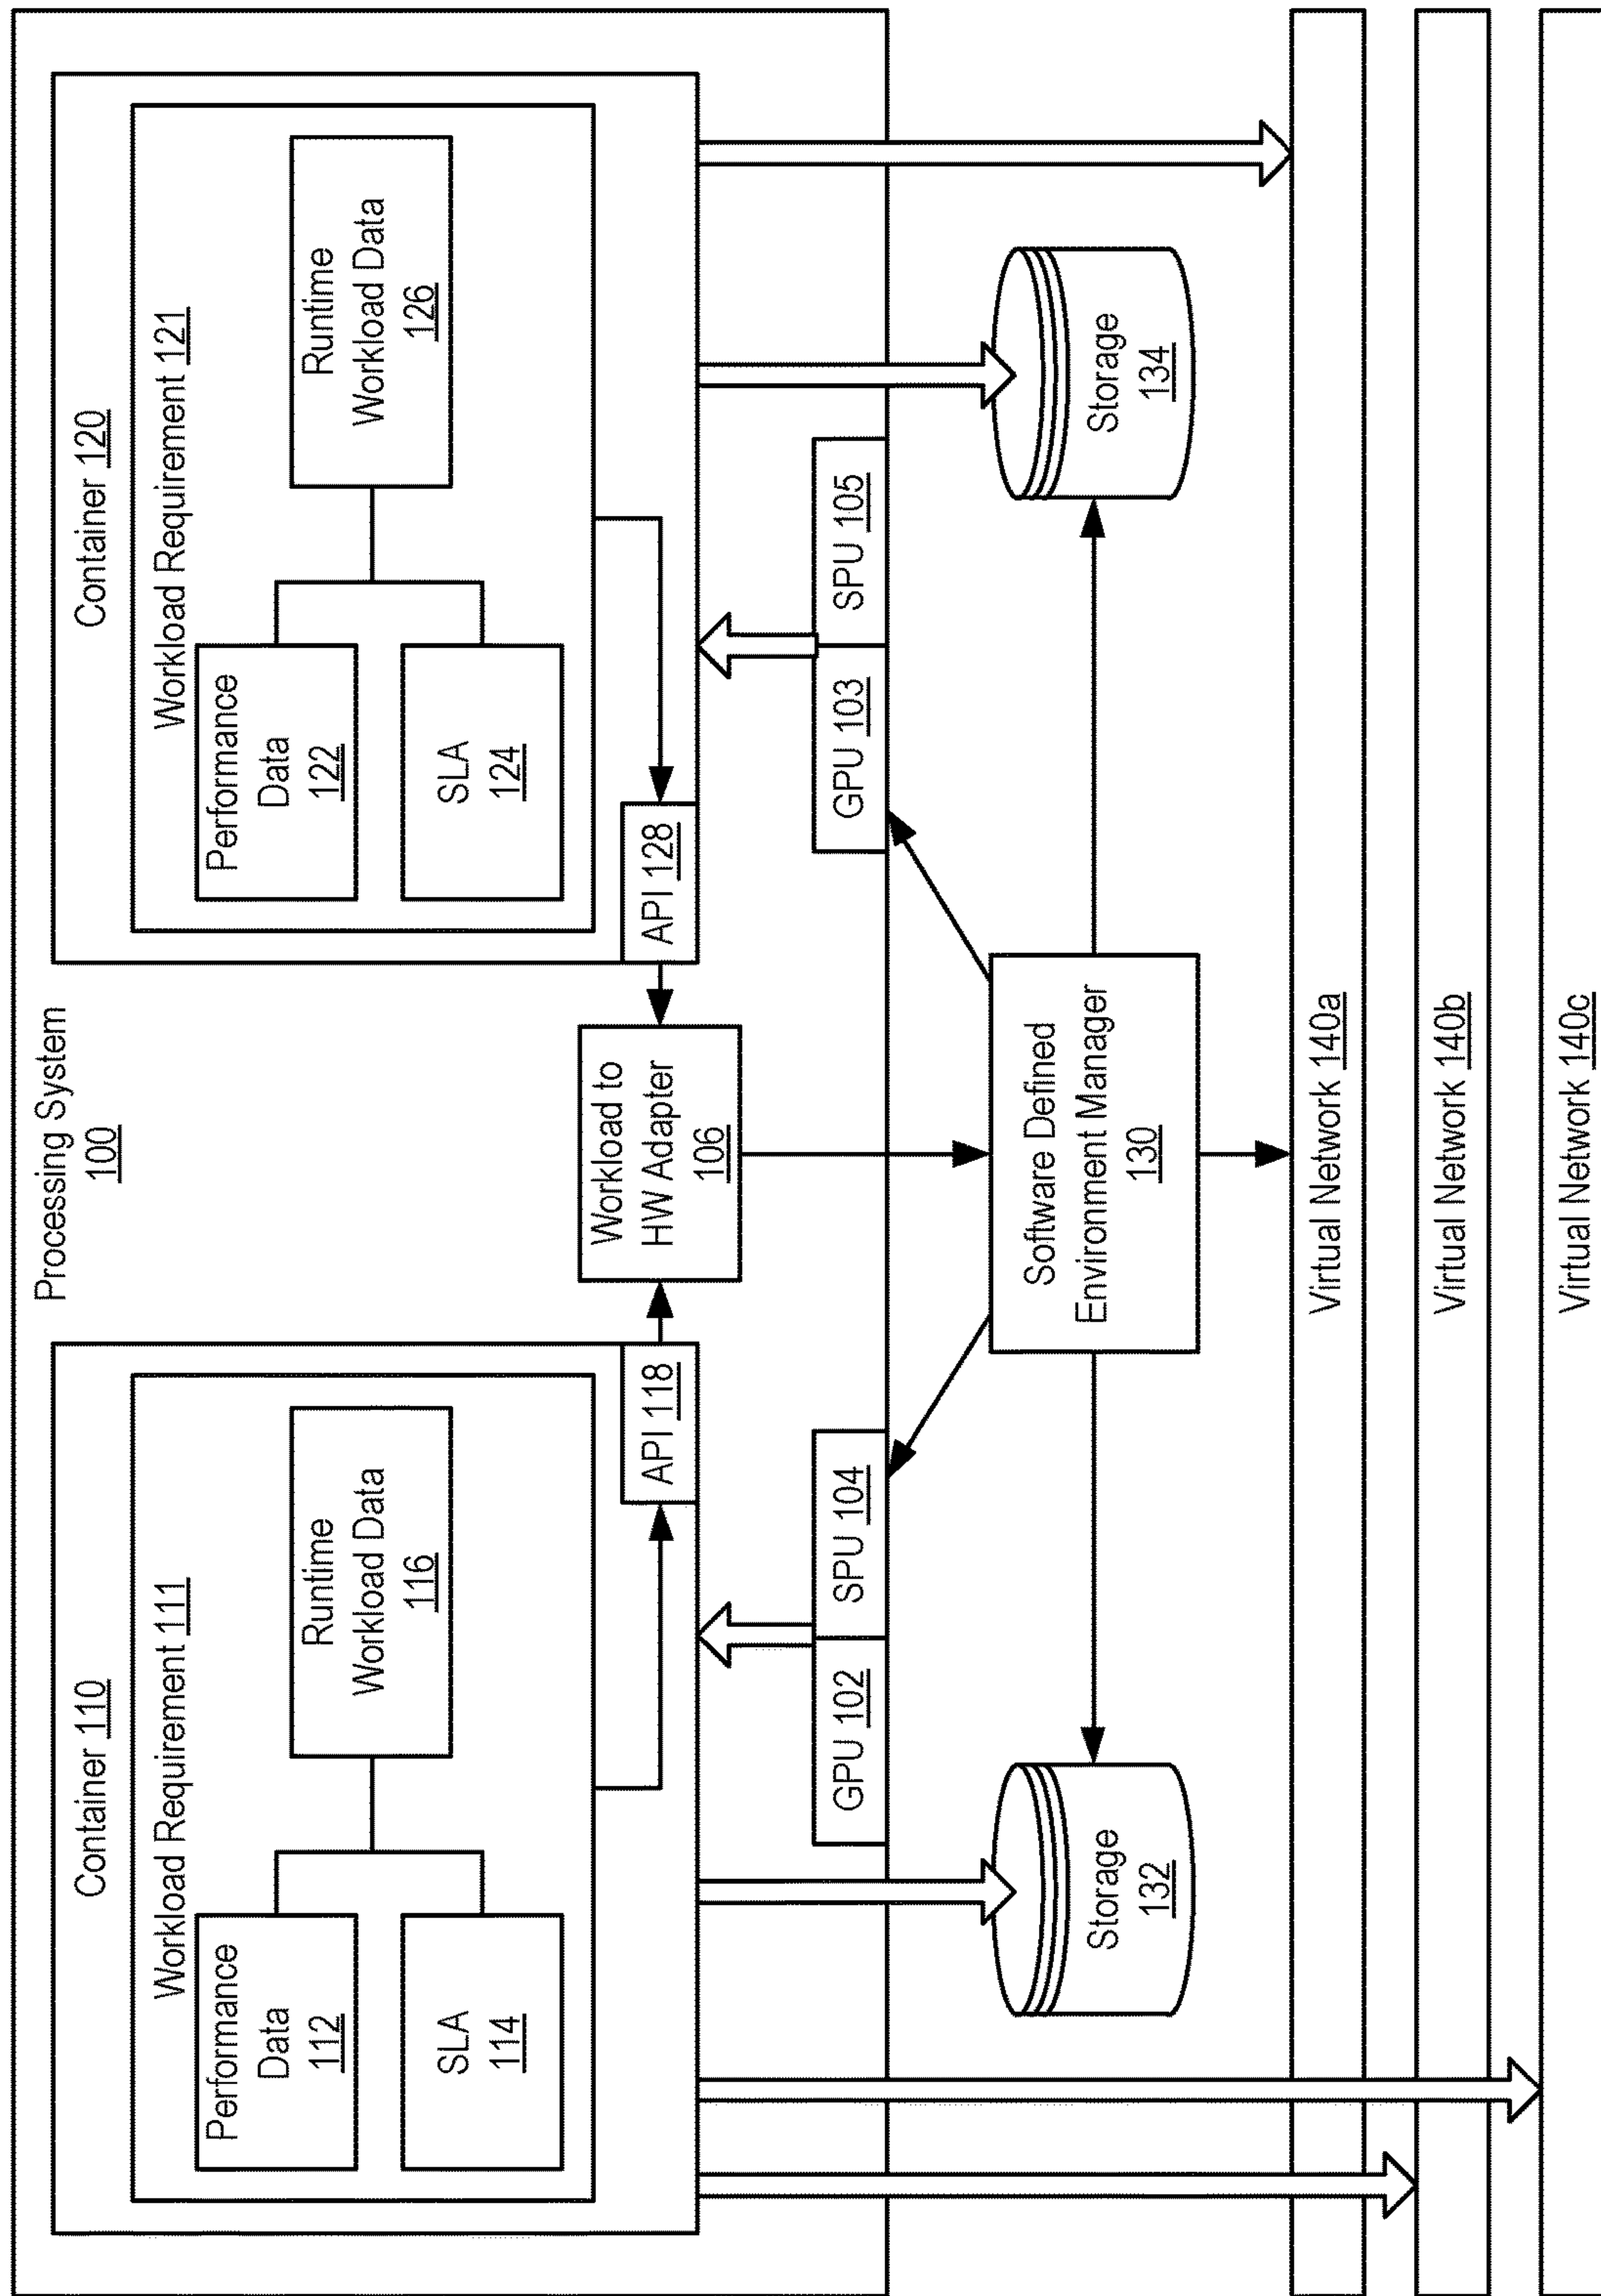 Processing System
100
Container 110
Workload Requirement 111
Performance
Data
112
SLA
114
Runtime
Workload Data
116
API 118
Container 120
Workload Requirement 121
Performance
Data
122
SLA
124
Runtime
Workload Data
126
API 128
Workload to
HW Adapter
106
GPU 102
SPU 104
GPU 103
SPU 105
Storage
132
Software Defined
Environment Manager
130
Storage
134
Virtual Network 140a
Virtual Network 140b
Virtual Network 140c